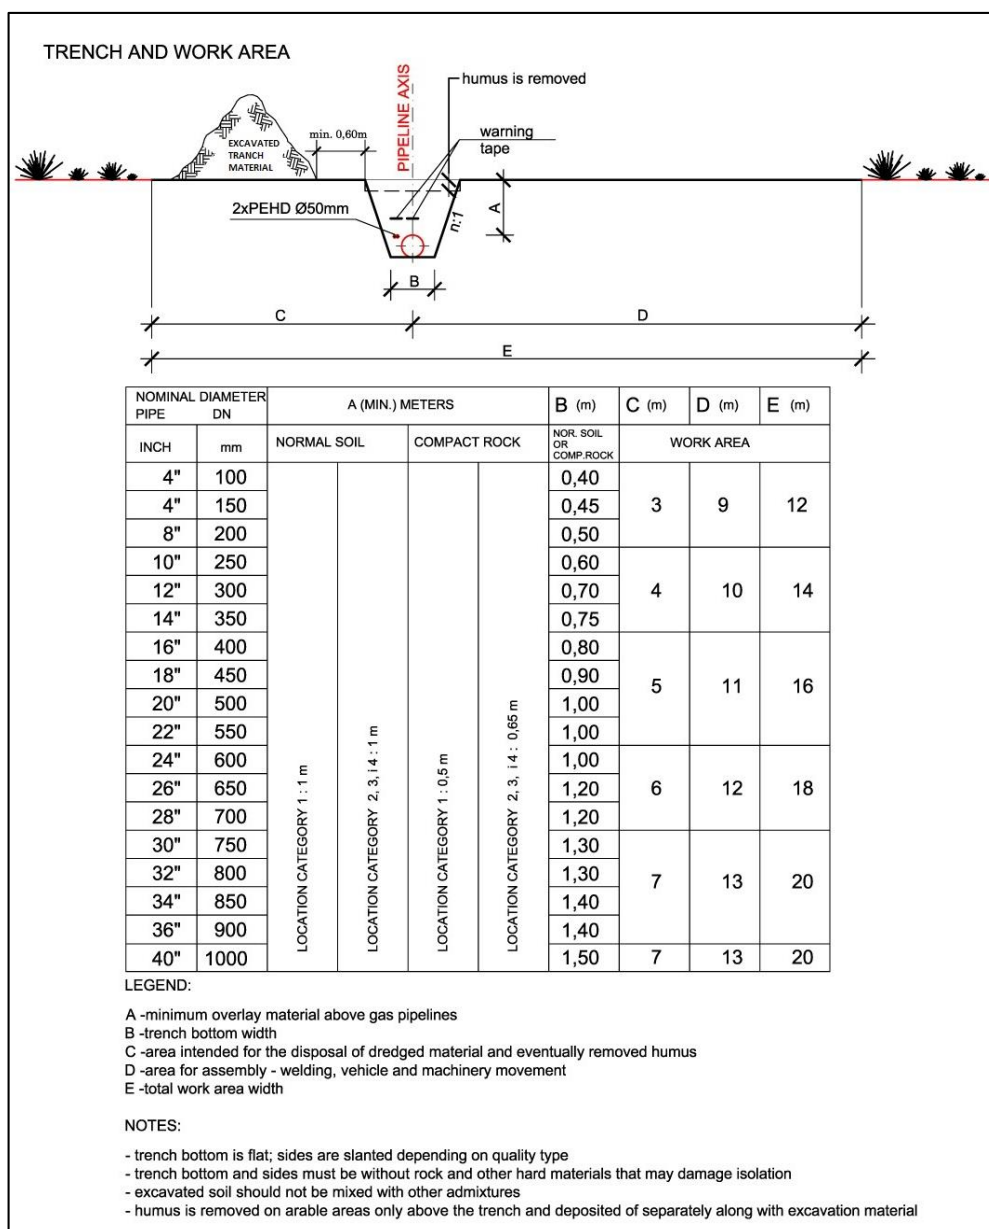 TRENCH AND WORK AREA
PIPELINE AXIS
humus is removed
min. 0,60m
warning
tape
EXCAVATED
TRANCH
MATERIAL
2xPEHD Ø50mm
n:1
A
B
C
D
E
NOMINAL DIAMETER
PIPE DN
A (MIN.) METERS
B (m)
C (m)
D (m)
E (m)
INCH
mm
NORMAL SOIL
COMPACT ROCK
NOR. SOIL
OR
COMP.ROCK
WORK AREA
4" 100 0,40
4" 150 0,45 3 9 12
8" 200 0,50
10" 250 0,60
12" 300 0,70 4 10 14
14" 350 0,75
16" 400 0,80
18" 450 0,90 5 11 16
20" 500 1,00
22" 550 1,00
24" 600 1,00
26" 650 1,20 6 12 18
28" 700 1,20
30" 750 1,30
32" 800 1,30 7 13 20
34" 850 1,40
36" 900 1,40
40" 1000 1,50 7 13 20
LOCATION CATEGORY 1 : 1 m
LOCATION CATEGORY 2, 3, i 4 : 1 m
LOCATION CATEGORY 1 : 0,5 m
LOCATION CATEGORY 2, 3, i 4 : 0,65 m
LEGEND:
A -minimum overlay material above gas pipelines
B -trench bottom width
C -area intended for the disposal of dredged material and eventually removed humus
D -area for assembly - welding, vehicle and machinery movement
E -total work area width
NOTES:
- trench bottom is flat; sides are slanted depending on quality type
- trench bottom and sides must be without rock and other hard materials that may damage isolation
- excavated soil should not be mixed with other admixtures
- humus is removed on arable areas only above the trench and deposited of separately along with excavation material